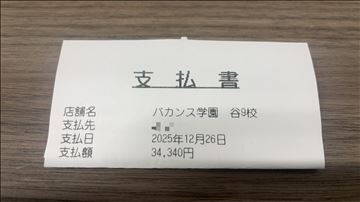 支払書
店舗名 バカンス学園 谷9校
支払先
支払日 2025年12月26日
支払額 34,340円